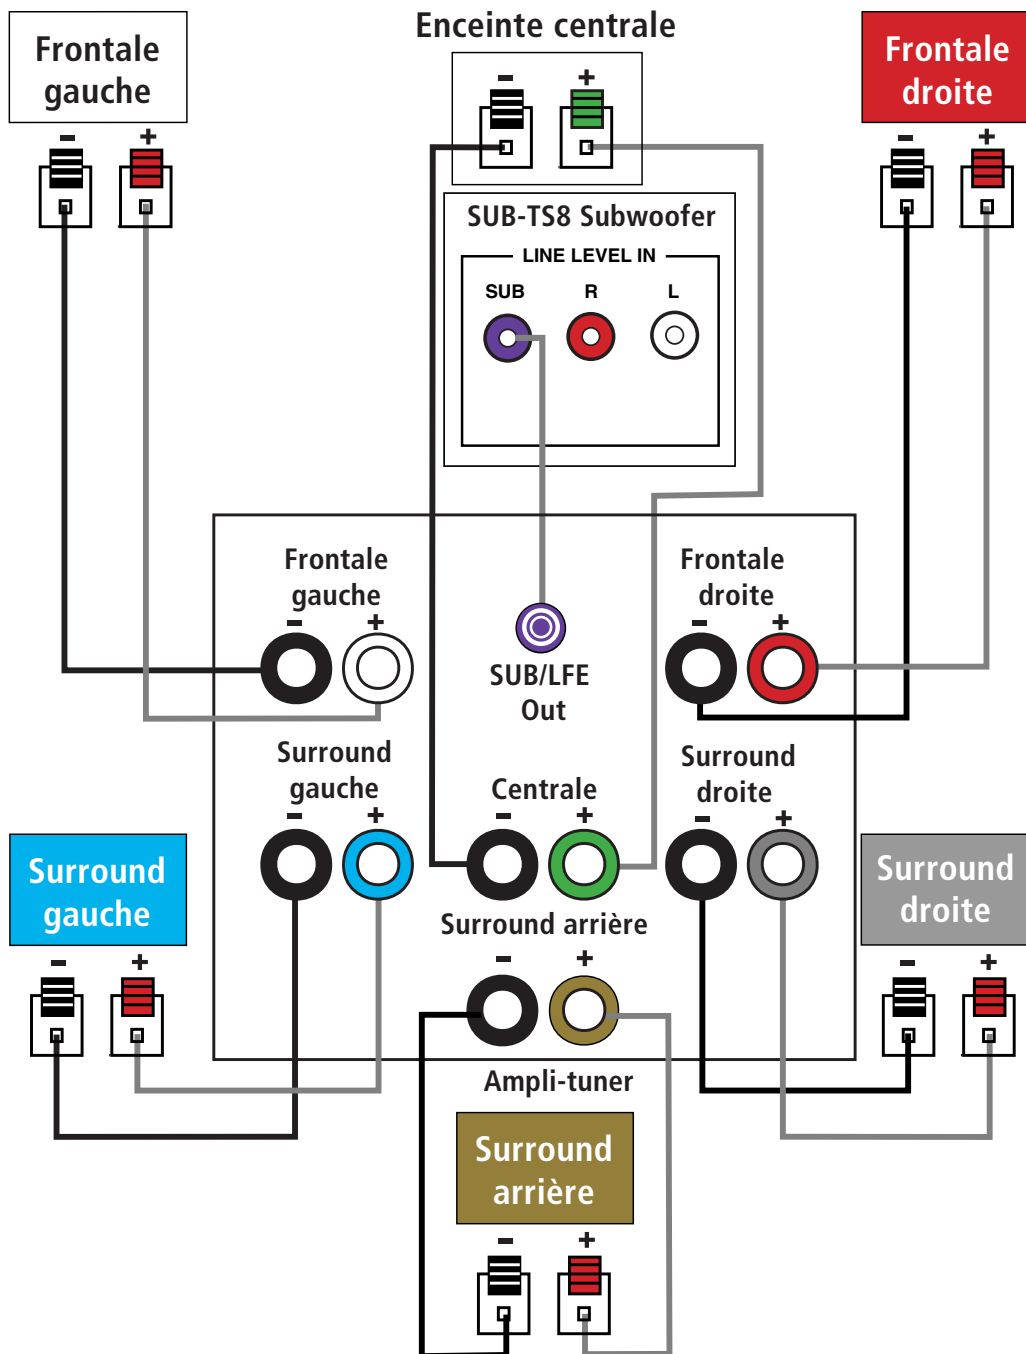 Enceinte centrale
- +
Frontale
gauche
- +
Frontale
droite
- +
SUB-TS8 Subwoofer
LINE LEVEL IN
SUB R L
Frontale
gauche
- +
SUB/LFE
Out
Frontale
droite
- +
Surround
gauche
- +
Centrale
- +
Surround
droite
- +
Surround arrière
- +
Ampli-tuner
Surround
gauche
- +
Surround
droite
- +
Surround
arrière
- +